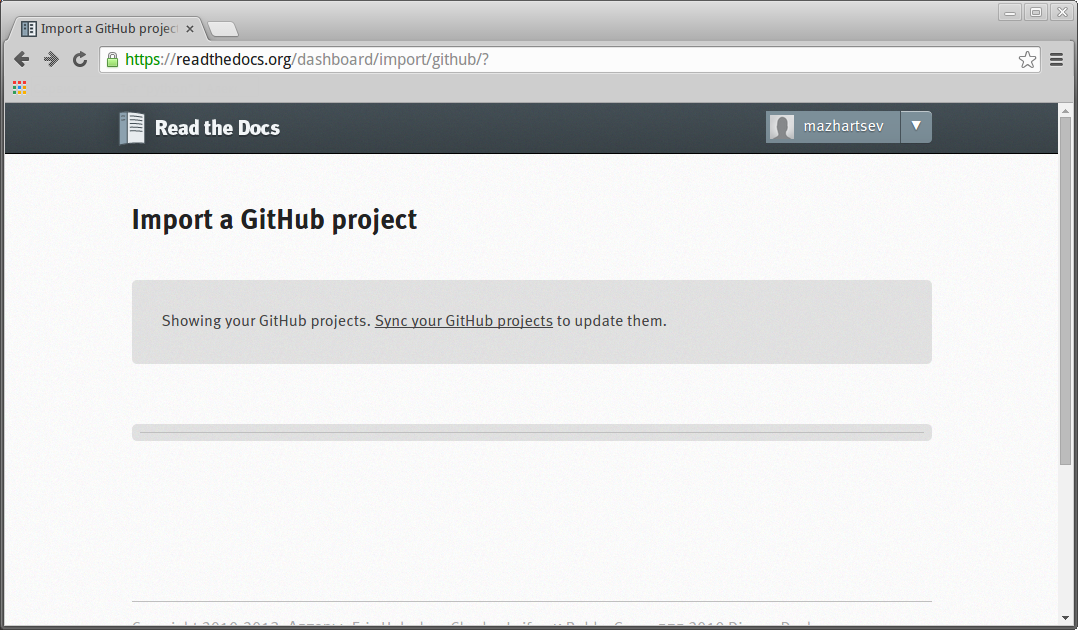 Import a GitHub projec
https://readthedocs.org/dashboard/import/github/?
Read the Docs
mazhartsev
Import a GitHub project
Showing your GitHub projects. Sync your GitHub projects to update them.